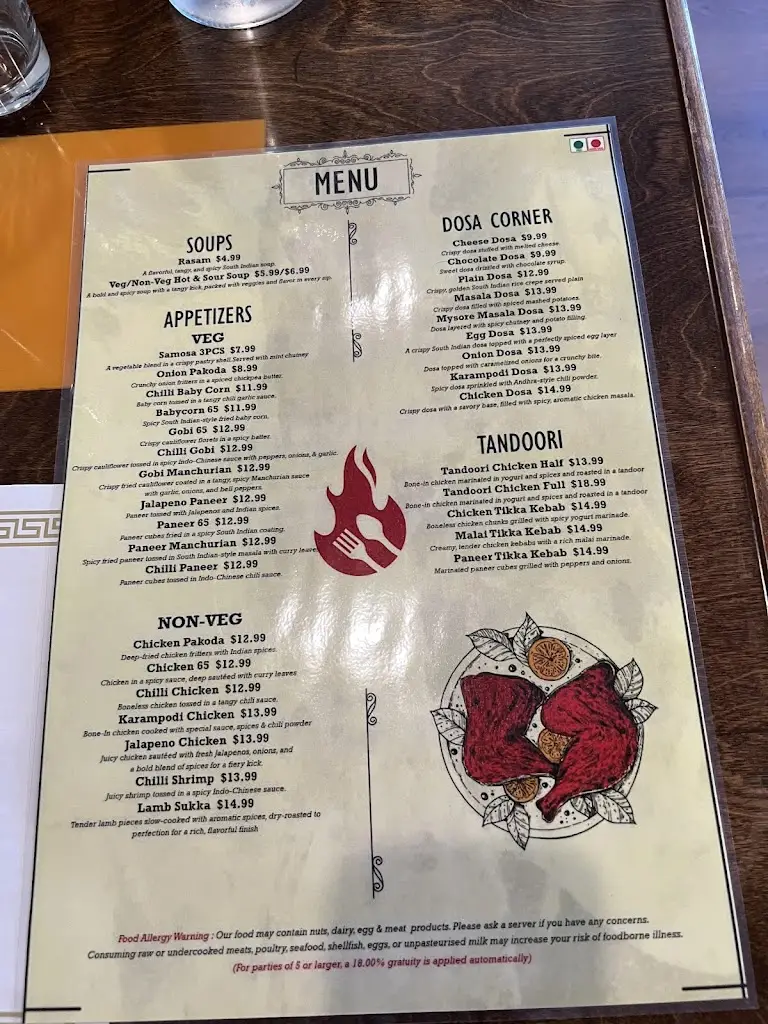 MENU
SOUPS
Rasam $4.99
A flavorful, tangy, and spicy South Indian soup.
Veg/Non-Veg Hot & Sour Soup $5.99/$6.99
A bold and spicy soup with a tangy kick, packed with veggies and flavor in every sip.
APPETIZERS
VEG
Samosa 3PCS $7.99
A vegetable blend in a crispy pastry shell.Served with mint chutney
Onion Pakoda $8.99
Crunchy onion fritters in a spiced chickpea batter.
Chilli Baby Corn $11.99
Baby corn tossed in a tangy chili garlic sauce.
Babycorn 65 $11.99
Spicy South Indian-style fried baby corn.
Gobi 65 $12.99
Crispy cauliflower florets in a spicy batter.
Chilli Gobi $12.99
Crispy cauliflower tossed in spicy Indo-Chinese sauce with peppers, onions, & garlic.
Gobi Manchurian $12.99
Crispy fried cauliflower coated in a tangy, spicy Manchurian sauce
with garlic, onions, and bell peppers.
Jalapeno Paneer $12.99
Paneer tossed with Jalapenos and Indian spices.
Paneer 65 $12.99
Paneer cubes fried in a spicy South Indian coating.
Paneer Manchurian $12.99
Spicy fried paneer tossed in South Indian-style masala with curry leaves
Chilli Paneer $12.99
Paneer cubes tossed in Indo-Chinese chili sauce.
NON-VEG
Chicken Pakoda $12.99
Deep-fried chicken fritters with Indian spices.
Chicken 65 $12.99
Chicken in a spicy sauce, deep sautéed with curry leaves
Chilli Chicken $12.99
Boneless chicken tossed in a tangy chili sauce.
Karampodi Chicken $13.99
Bone-In chicken cooked with special sauce, spices & chili powder
Jalapeno Chicken $13.99
Juicy chicken sautéed with fresh jalapenos, onions, and
a bold blend of spices for a fiery kick.
Chilli Shrimp $13.99
Juicy shrimp tossed in a spicy Indo-Chinese sauce.
Lamb Sukka $14.99
Tender lamb pieces slow-cooked with aromatic spices, dry-roasted to
perfection for a rich, flavorful finish
DOSA CORNER
Cheese Dosa $9.99
Crispy dosa stuffed with melted cheese.
Chocolate Dosa $9.99
Sweet dosa drizzled with chocolate syrup.
Plain Dosa $12.99
Crispy, golden South Indian rice crepe served plain
Masala Dosa $13.99
Crispy dosa filled with spiced mashed potatoes.
Mysore Masala Dosa $13.99
Dosa layered with spicy chutney and potato filling.
Egg Dosa $13.99
A crispy South Indian dosa topped with a perfectly spiced egg layer
Onion Dosa $13.99
Dosa topped with caramelized onions for a crunchy bite.
Karampodi Dosa $13.99
Spicy dosa sprinkled with Andhra-style chili powder.
Chicken Dosa $14.99
Crispy dosa with a savory base, filled with spicy, aromatic chicken masala.
TANDOORI
Tandoori Chicken Half $13.99
Bone-in chicken marinated in yogurt and spices and roasted in a tandoor
Tandoori Chicken Full $18.99
Bone-in chicken marinated in yogurt and spices and roasted in a tandoor
Chicken Tikka Kebab $14.99
Boneless chicken chunks grilled with spicy yogurt marinade.
Malai Tikka Kebab $14.99
Creamy, tender chicken kebabs with a rich malai marinade.
Paneer Tikka Kebab $14.99
Marinated paneer cubes grilled with peppers and onions.
Food Allergy Warning : Our food may contain nuts, dairy, egg & meat products. Please ask a server if you have any concerns.
Consuming raw or undercooked meats, poultry, seafood, shellfish, eggs, or unpasteurised milk may increase your risk of foodborne illness.
(For parties of 5 or larger, a 18.00% gratuity is applied automatically)